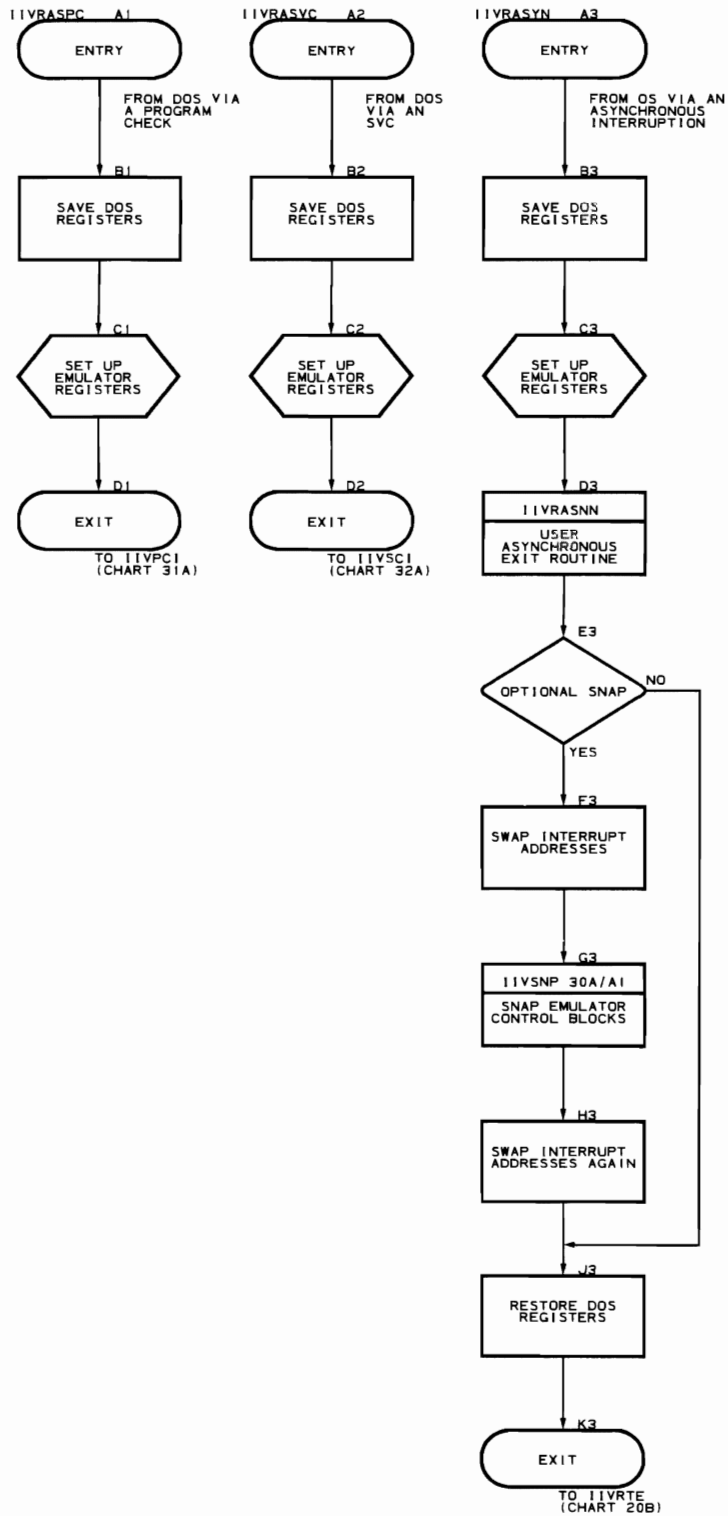 IIVRASPC A1
ENTRY
FROM DOS VIA
A PROGRAM
CHECK
B1
SAVE DOS
REGISTERS
C1
SET UP
EMULATOR
REGISTERS
D1
EXIT
TO IIVPCI
(CHART 31A)
IIVRASVC A2
ENTRY
FROM DOS
VIA AN
SVC
B2
SAVE DOS
REGISTERS
C2
SET UP
EMULATOR
REGISTERS
D2
EXIT
TO IIVSCI
(CHART 32A)
IIVRASYN A3
ENTRY
FROM OS VIA AN
ASYNCHRONOUS
INTERRUPTION
B3
SAVE DOS
REGISTERS
C3
SET UP
EMULATOR
REGISTERS
D3
IIVRASNN
USER
ASYNCHRONOUS
EXIT ROUTINE
E3
OPTIONAL SNAP
NO
YES
F3
SWAP INTERRUPT
ADDRESSES
G3
IIVSNP 30A/A1
SNAP EMULATOR
CONTROL BLOCKS
H3
SWAP INTERRUPT
ADDRESSES AGAIN
J3
RESTORE DOS
REGISTERS
K3
EXIT
TO IIVRTE
(CHART 20B)